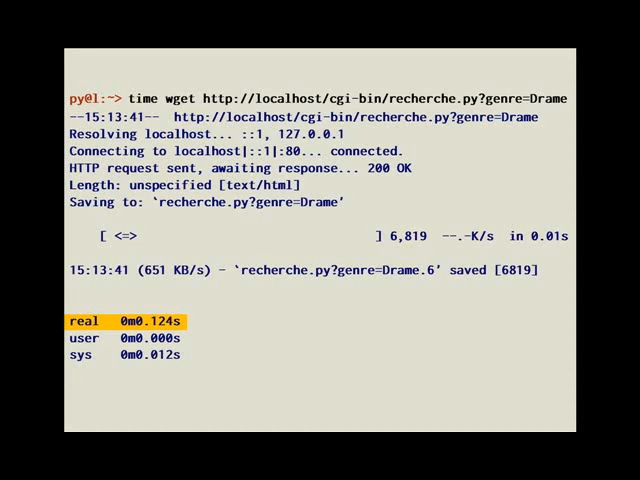 py@l:~> time wget http://localhost/cgi-bin/recherche.py?genre=Drame
--15:13:41-- http://localhost/cgi-bin/recherche.py?genre=Drame
Resolving localhost... ::1, 127.0.0.1
Connecting to localhost|::1|:80... connected.
HTTP request sent, awaiting response... 200 OK
Length: unspecified [text/html]
Saving to: `recherche.py?genre=Drame'
[ <=> ] 6,819 --.-K/s in 0.01s
15:13:41 (651 KB/s) - `recherche.py?genre=Drame.6' saved [6819]
real 0m0.124s
user 0m0.000s
sys 0m0.012s